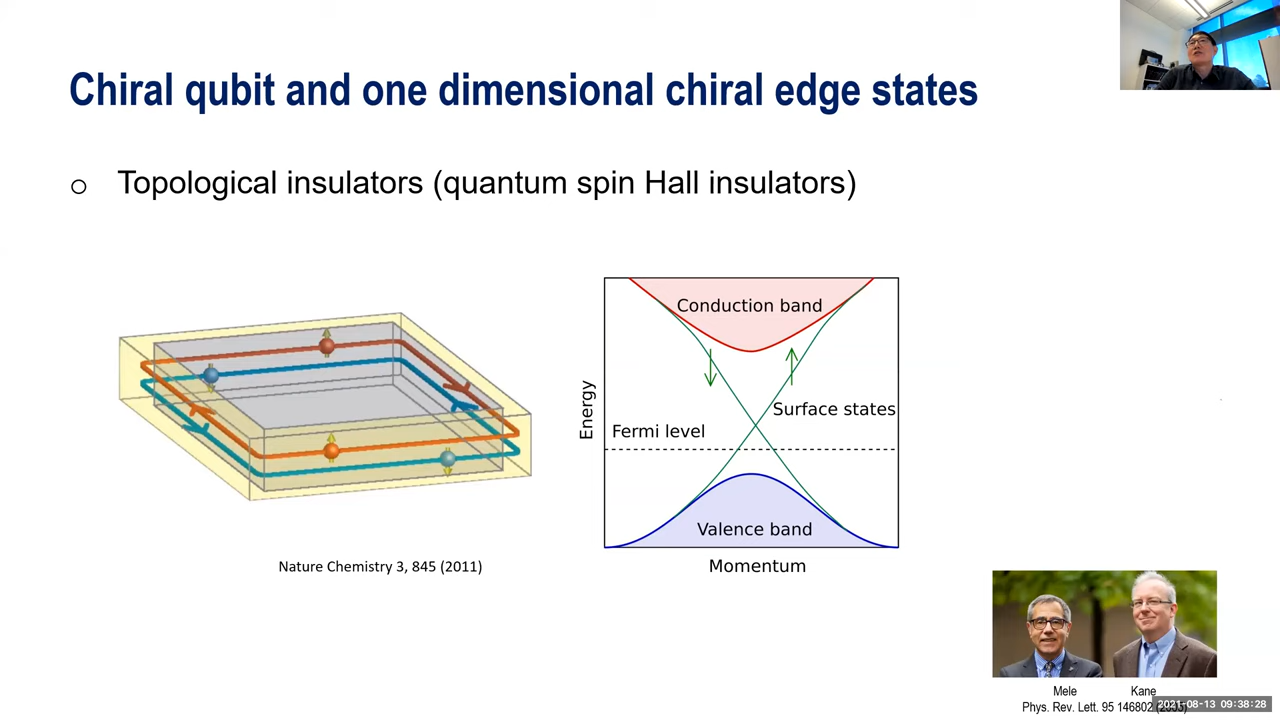 Chiral qubit and one dimensional chiral edge states
Topological insulators (quantum spin Hall insulators)
Conduction band
Surface states
Energy
Fermi level
Valence band
Momentum
Nature Chemistry 3, 845 (2011)
Mele Kane
Phys. Rev. Lett. 95 146802
2021-08-13 09:38:28